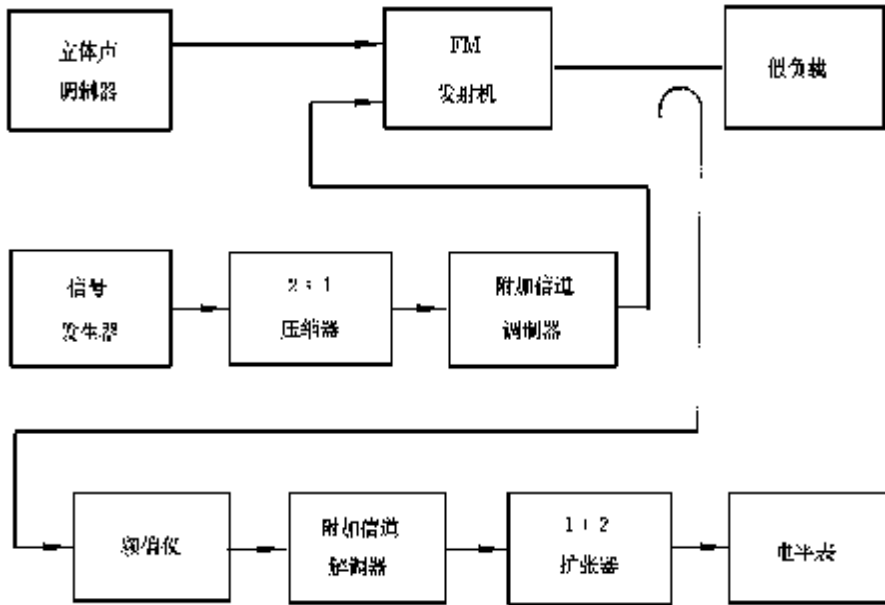 立体声
调制器
FM
发射机
假负载
信号
发生器
2:1
压缩器
附加信道
调制器
频偏仪
附加信道
解调器
1:2
扩张器
电平表